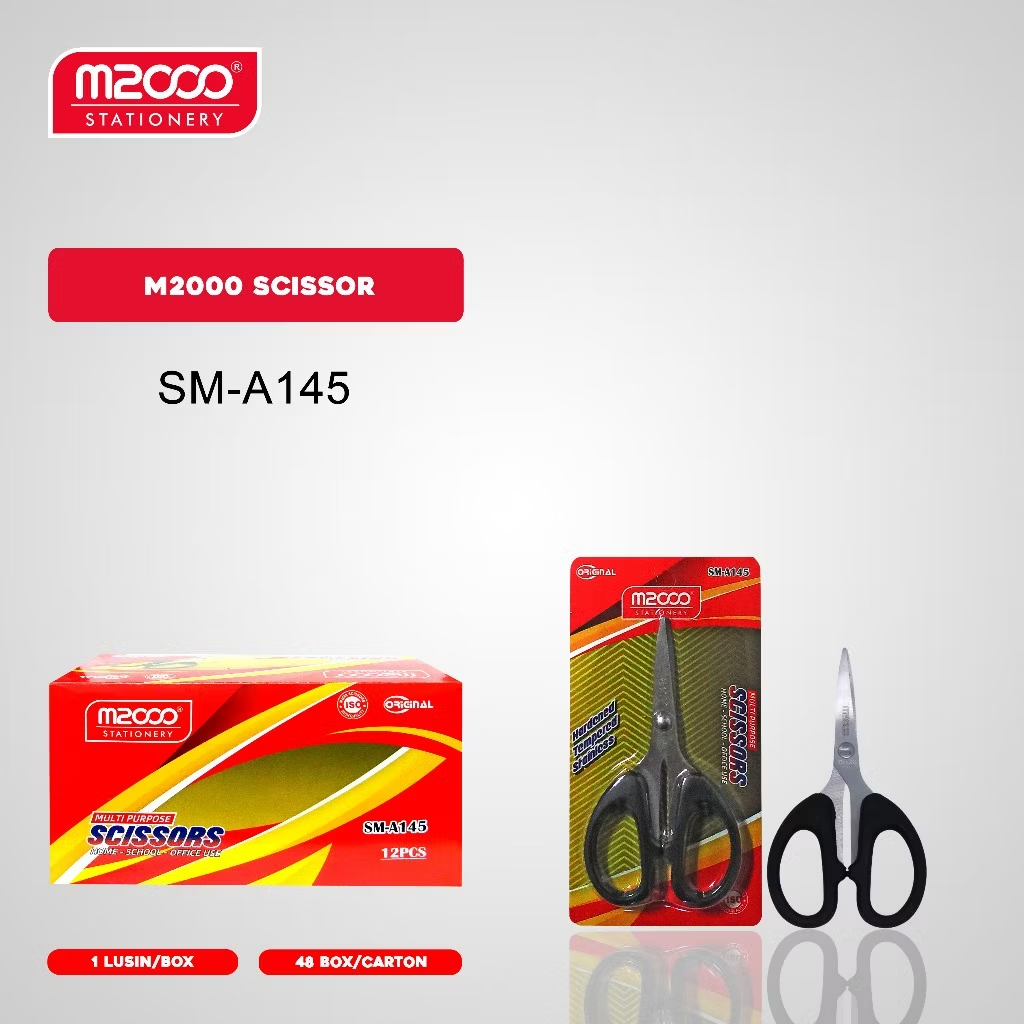 M2000®
STATIONERY
M2000 SCISSOR
SM-A145
ORIGINAL
SM-A145
M2000
STATIONERY
Hardened
Tempered
Stainless
MULTI PURPOSE
SCISSORS
HOME - SCHOOL - OFFICE USE
ISO
M2000®
STATIONERY
ISO
ORIGINAL
MULTI PURPOSE
SCISSORS
HOME - SCHOOL - OFFICE USE
SM-A145
12PCS
1 LUSIN/BOX
48 BOX/CARTON